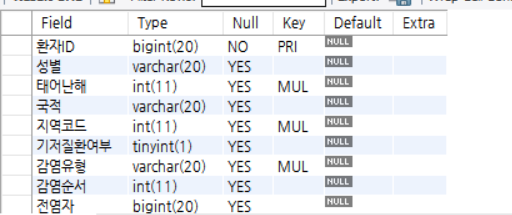 Field Type Null Key Default Extra
환자ID bigint(20) NO PRI NULL
성별 varchar(20) YES NULL
태어난해 int(11) YES MUL NULL
국적 varchar(20) YES NULL
지역코드 int(11) YES MUL NULL
기저질환여부 tinyint(1) YES NULL
감염유형 varchar(20) YES MUL NULL
감염순서 int(11) YES NULL
전염자 bigint(20) YES NULL